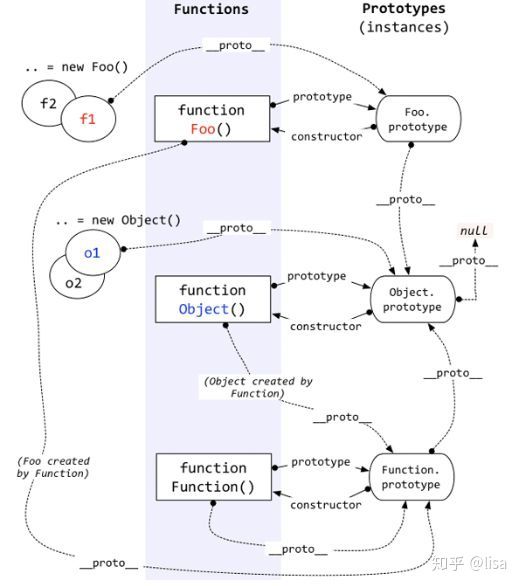 Functions
Prototypes
(instances)
__proto__
.. = new Foo()
f2
f1
function
Foo()
prototype
constructor
Foo.
prototype
__proto__
.. = new Object()
__proto__
null
__proto__
o1
o2
function
Object()
prototype
constructor
Object.
prototype
(Object created by
Function)
__proto__
__proto__
(Foo created
by Function)
function
Function()
prototype
constructor
Function.
prototype
__proto__
__proto__
知乎 @lisa